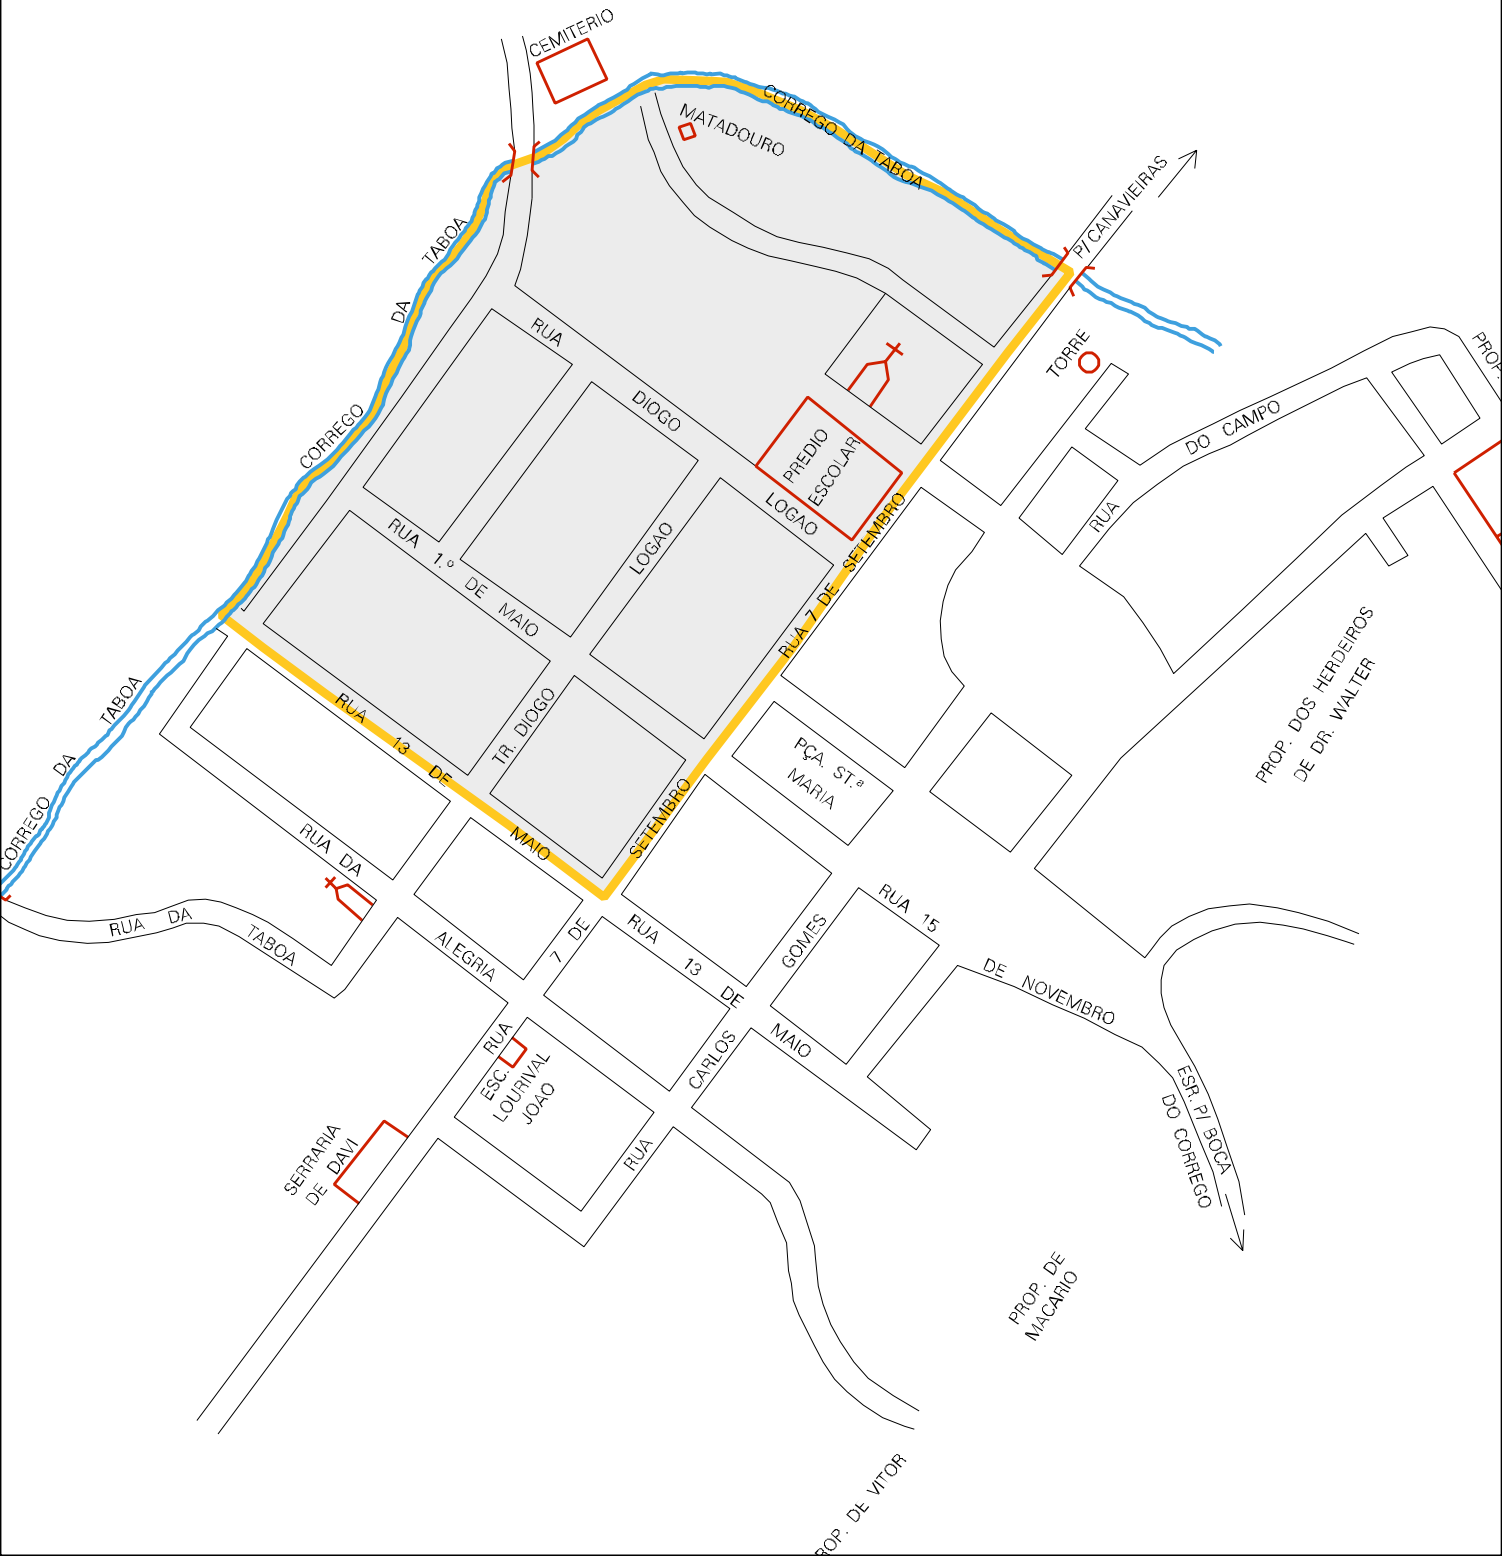 CEMITERIO
MATADOURO
CORREGO DA TABOA
P/ CANAVIEIRAS
CORREGO DA TABOA
RUA DIOGO LOGAO
TORRE
PREDIO
ESCOLAR
RUA DO CAMPO
PROP.
RUA 1.º DE MAIO
LOGAO
TR. DIOGO
RUA 7 DE SETEMBRO
PROP. DOS HERDEIROS
DE DR. WALTER
CORREGO DA TABOA
RUA 13 DE MAIO
PÇA. ST.ª
MARIA
SETEMBRO
RUA DA
ALEGRIA
RUA DA TABOA
7 DE
RUA
RUA 13 DE MAIO
GOMES
CARLOS
RUA
RUA 15 DE NOVEMBRO
ESC.
LOURIVAL
JOAO
SERRARIA
DE DAVI
ESR. P/ BOCA
DO CORREGO
PROP. DE
MACARIO
ROP. DE VITOR